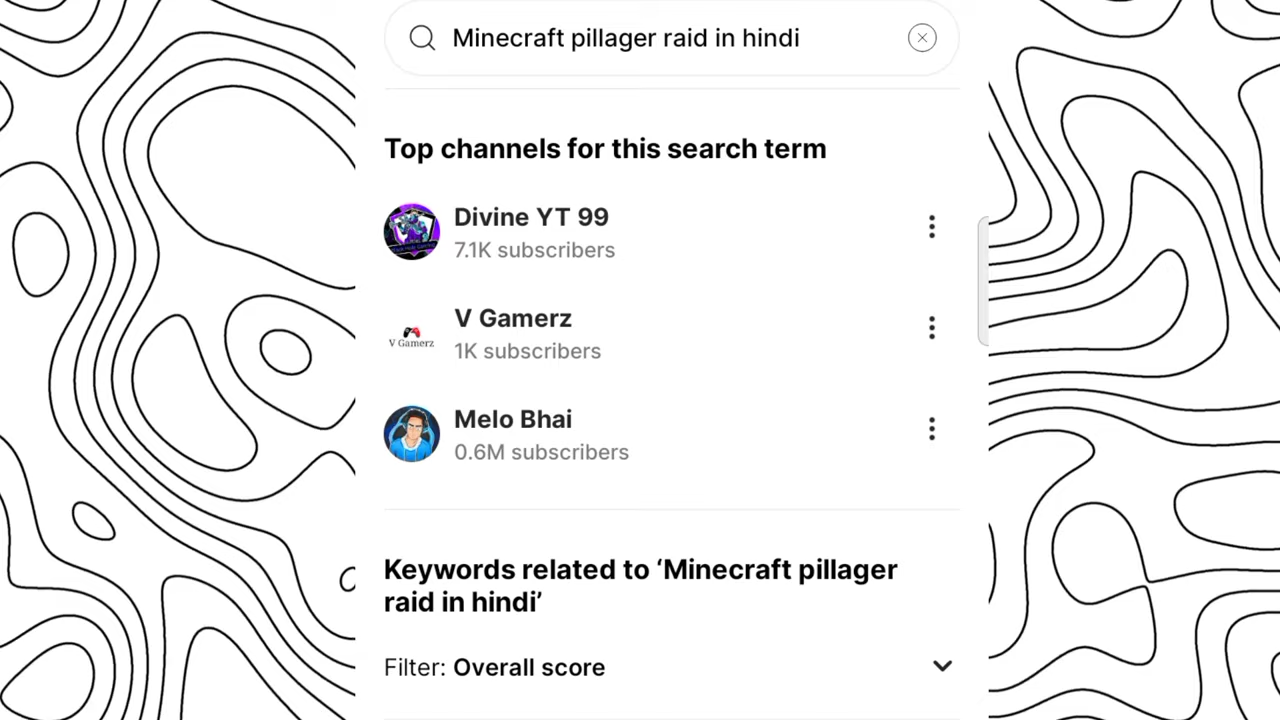 Minecraft pillager raid in hindi
Top channels for this search term
Divine YT 99
7.1K subscribers
V Gamerz
1K subscribers
V Gamerz
Melo Bhai
0.6M subscribers
Keywords related to ‘Minecraft pillager
raid in hindi’
Filter: Overall score